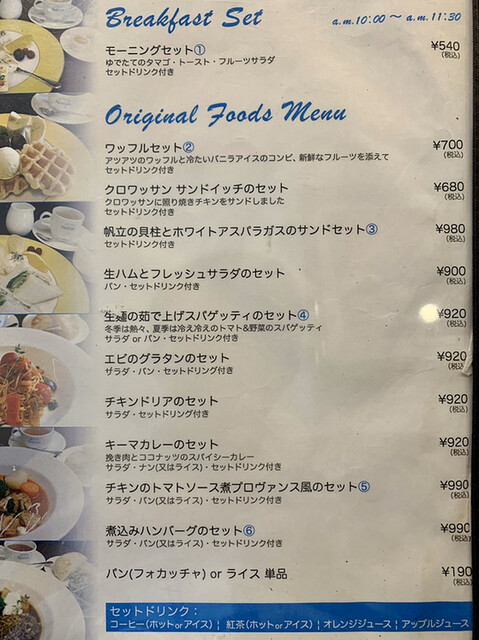 Breakfast Set a.m.10:00 ～ a.m.11:30
モーニングセット① ¥540
ゆでたてのタマゴ・トースト・フルーツサラダ (税込)
セットドリンク付き
Original Foods Menu
ワッフルセット② ¥700
アツアツのワッフルと冷たいバニラアイスのコンビ、新鮮なフルーツを添えて (税込)
セットドリンク付き
クロワッサン サンドイッチのセット ¥680
クロワッサンに照り焼きチキンをサンドしました (税込)
セットドリンク付き
帆立の貝柱とホワイトアスパラガスのサンドセット③ ¥980
セットドリンク付き (税込)
生ハムとフレッシュサラダのセット ¥900
パン・セットドリンク付き (税込)
生麺の茹で上げスパゲッティのセット④ ¥920
冬季は熱々、夏季は冷え冷えのトマト&野菜のスパゲッティ (税込)
サラダ or パン・セットドリンク付き
エビのグラタンのセット ¥920
サラダ・パン・セットドリンク付き (税込)
チキンドリアのセット ¥920
サラダ・セットドリング付き (税込)
キーマカレーのセット ¥920
挽き肉とココナッツのスパイシーカレー (税込)
サラダ・ナン(又はライス)・セットドリンク付き
チキンのトマトソース煮プロヴァンス風のセット⑤ ¥990
サラダ・パン(又はライス)・セットドリンク付き (税込)
煮込みハンバーグのセット⑥ ¥990
サラダ・パン(又はライス)・セットドリンク付き (税込)
パン(フォカッチャ) or ライス 単品 ¥190
(税込)
セットドリンク：
コーヒー(ホットorアイス) ¦ 紅茶(ホットorアイス) ¦ オレンジジュース ¦ アップルジュース